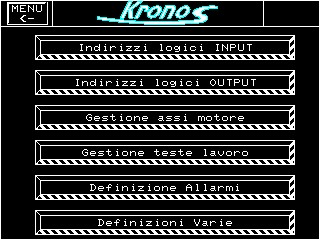 MENU
<-
KronoS
Indirizzi logici INPUT
Indirizzi logici OUTPUT
Gestione assi motore
Gestione teste lavoro
Definizione Allarmi
Definizioni Varie